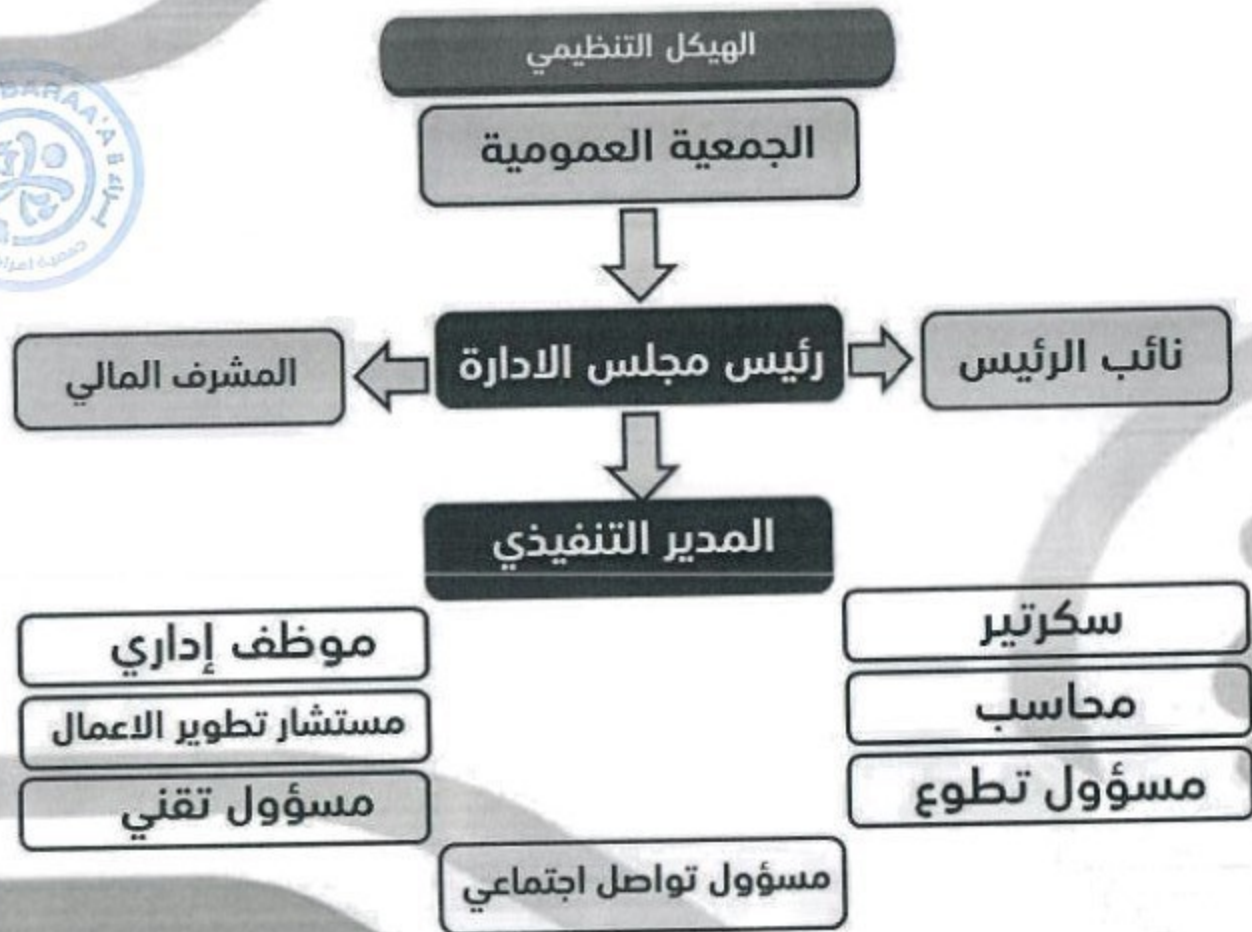 الهيكل التنظيمي
الجمعية العمومية
نائب الرئيس
رئيس مجلس الادارة
المشرف المالي
المدير التنفيذي
سكرتير
محاسب
مسؤول تطوع
موظف إداري
مستشار تطوير الاعمال
مسؤول تقني
مسؤول تواصل اجتماعي
BARAA'A